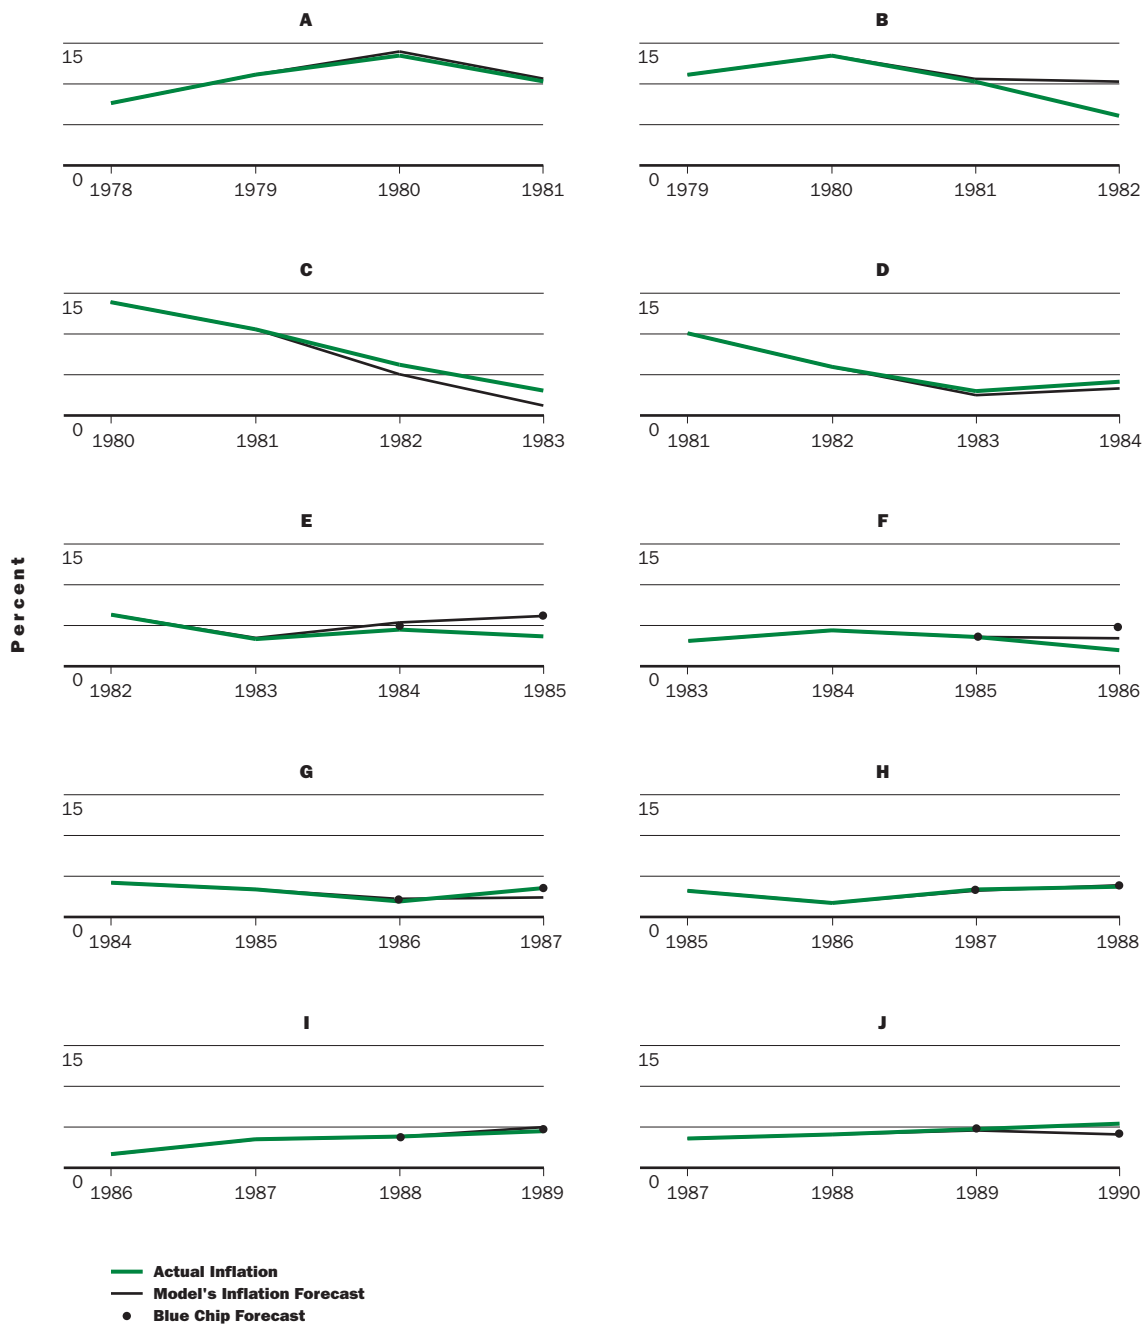 A
15
0
1978 1979 1980 1981
B
15
0
1979 1980 1981 1982
C
15
0
1980 1981 1982 1983
D
15
0
1981 1982 1983 1984
Percent
E
15
0
1982 1983 1984 1985
F
15
0
1983 1984 1985 1986
G
15
0
1984 1985 1986 1987
H
15
0
1985 1986 1987 1988
I
15
0
1986 1987 1988 1989
J
15
0
1987 1988 1989 1990
Actual Inflation
Model's Inflation Forecast
Blue Chip Forecast